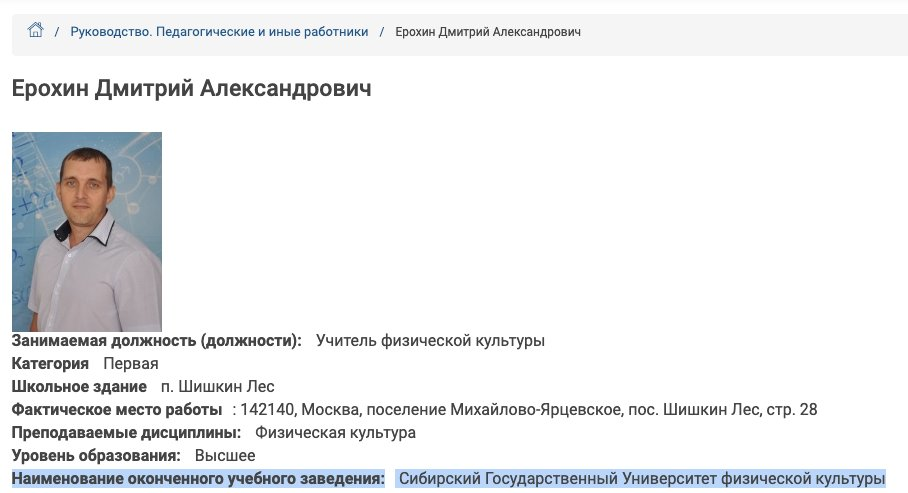 / Руководство. Педагогические и иные работники / Ерохин Дмитрий Александрович
Ерохин Дмитрий Александрович
Занимаемая должность (должности): Учитель физической культуры
Категория Первая
Школьное здание п. Шишкин Лес
Фактическое место работы : 142140, Москва, поселение Михайлово-Ярцевское, пос. Шишкин Лес, стр. 28
Преподаваемые дисциплины: Физическая культура
Уровень образования: Высшее
Наименование оконченного учебного заведения: Сибирский Государственный Университет физической культуры